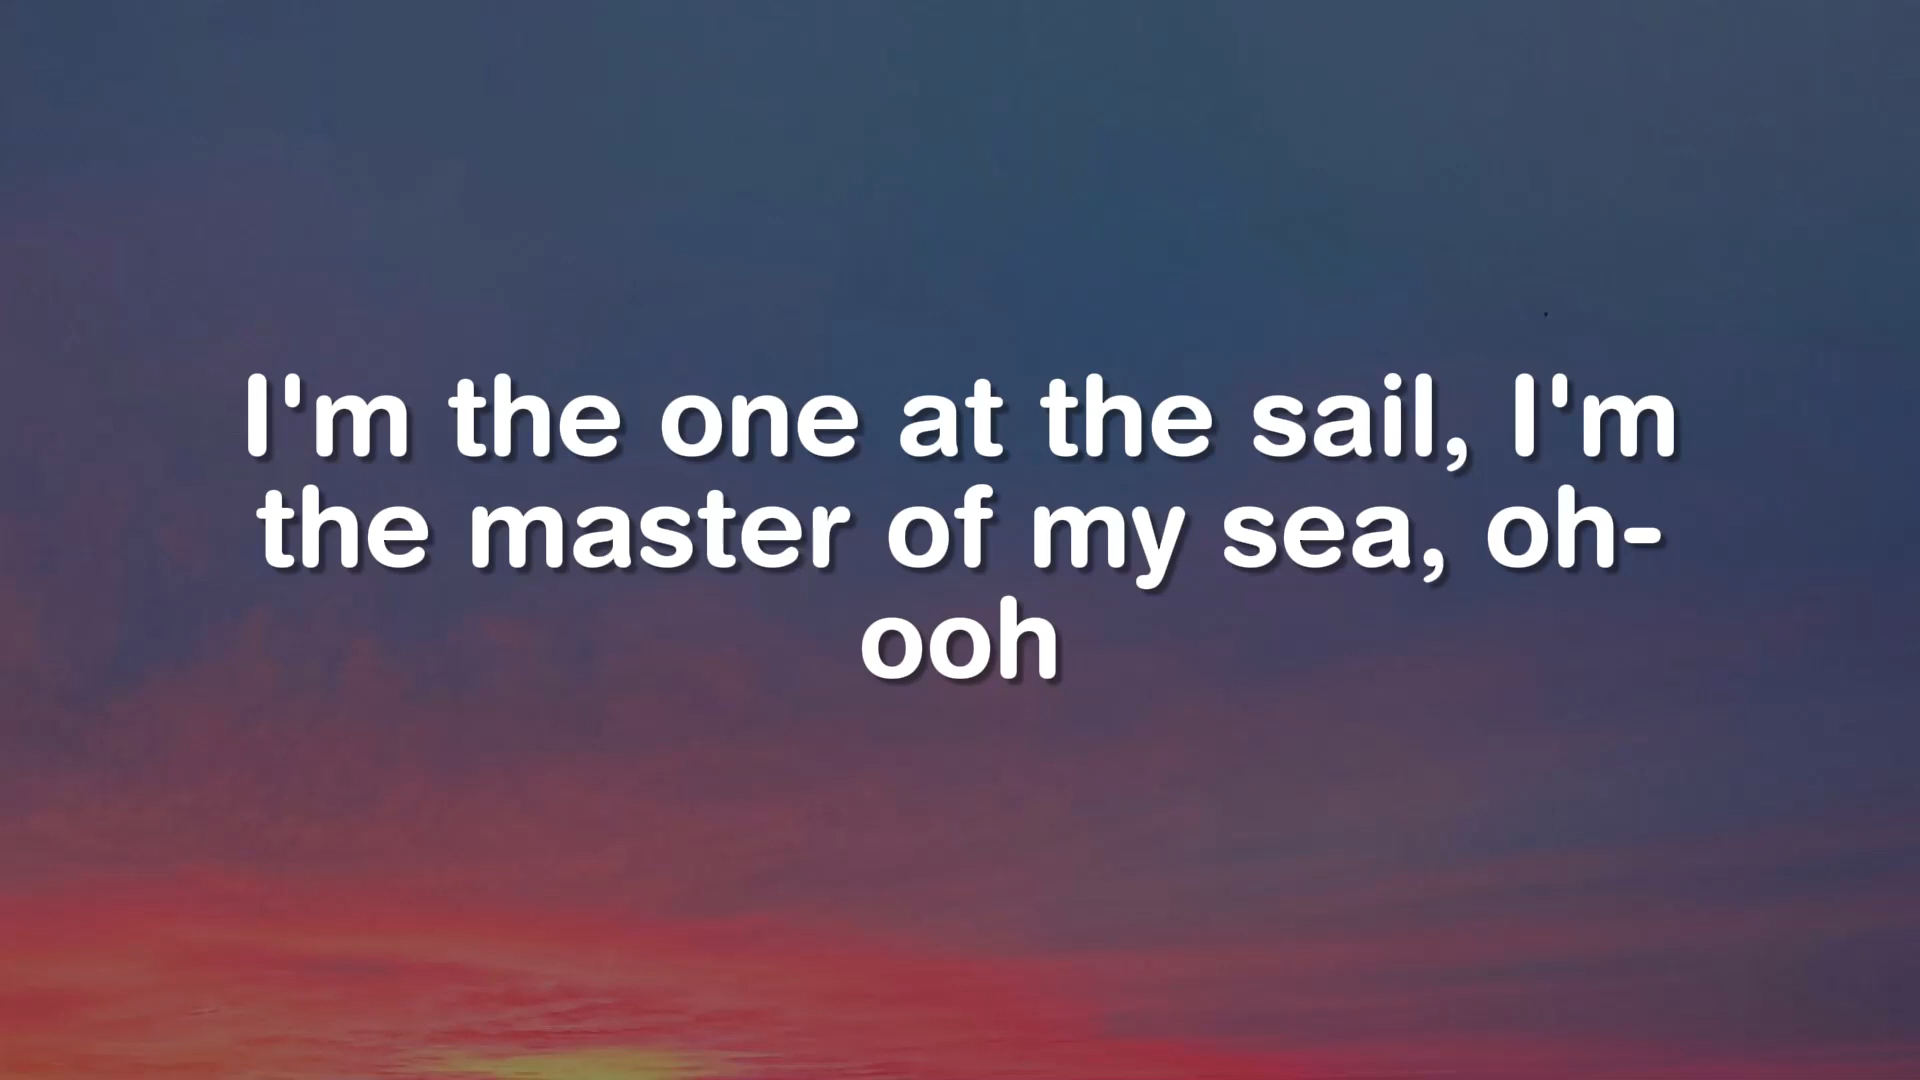 I'm the one at the sail, I'm
the master of my sea, oh-
ooh